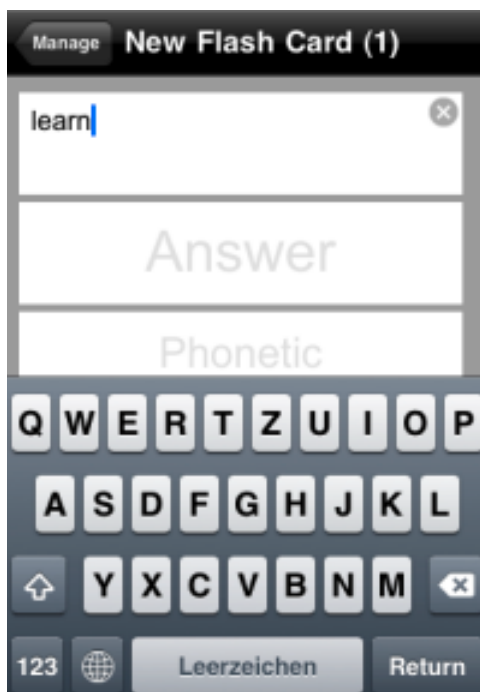 Manage New Flash Card (1)
learn
Answer
Phonetic
Q W E R T Z U I O P
A S D F G H J K L
Y X C V B N M
123 Leerzeichen Return